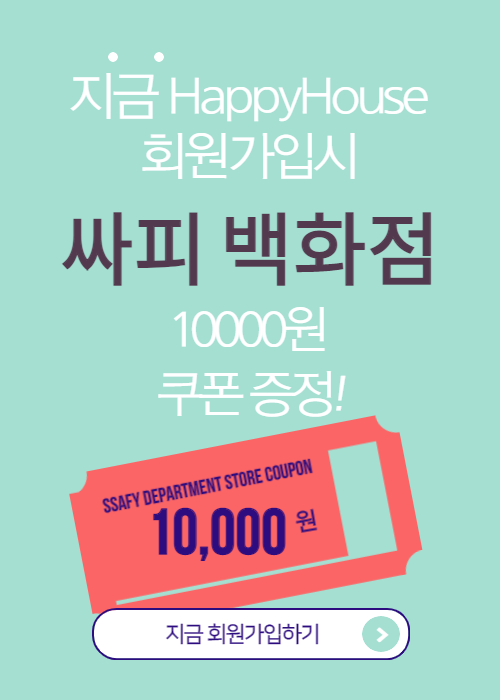 지금 HappyHouse
회원가입시
싸피 백화점
10000원
쿠폰 증정!
SSAFY DEPARTMENT STORE COUPON
10,000 원
지금 회원가입하기